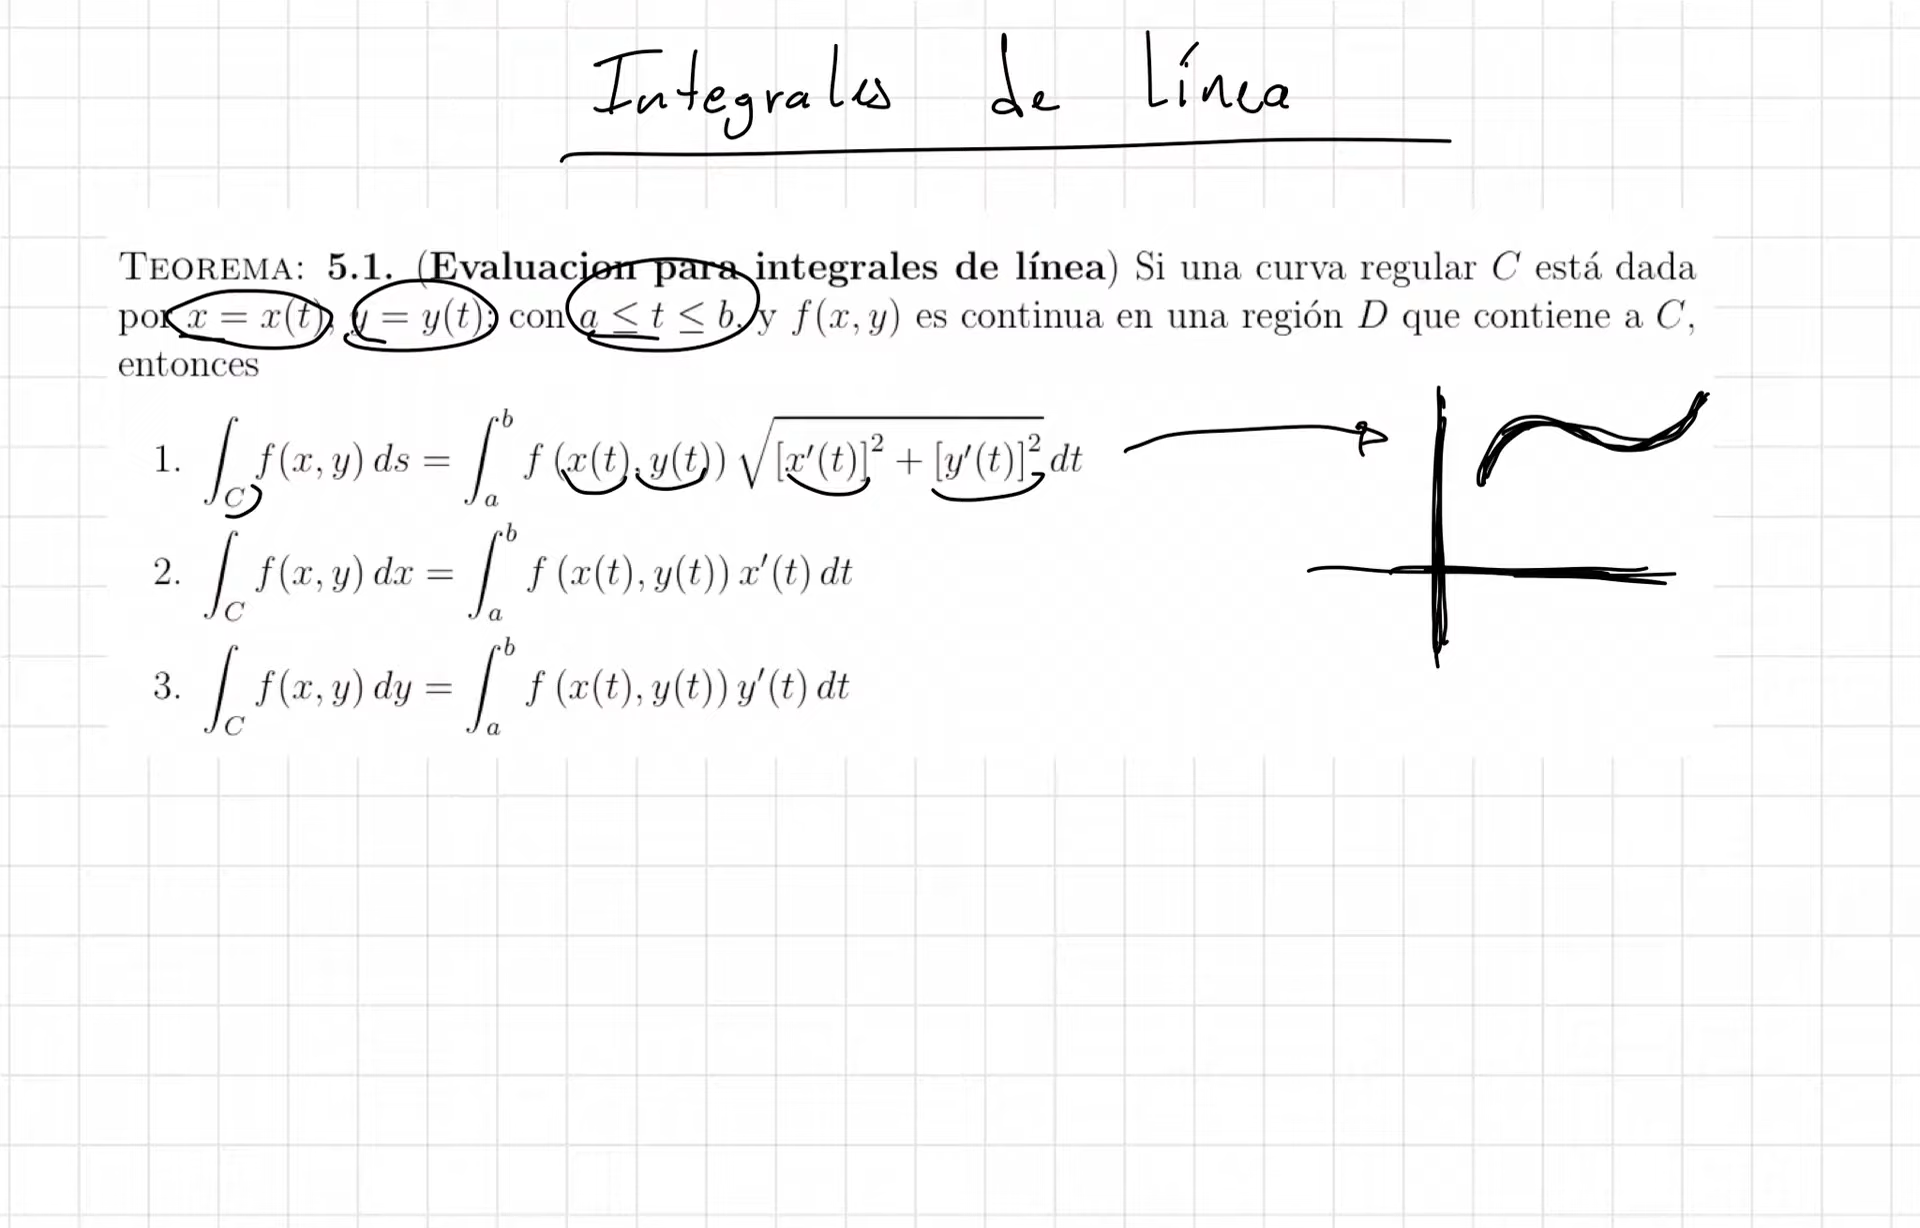 Integrales de línea
TEOREMA: 5.1. (Evaluacion para integrales de línea) Si una curva regular C está dada
por x = x(t), y = y(t); con a ≤ t ≤ b, y f(x, y) es continua en una región D que contiene a C,
entonces
1. ∫_C f(x, y) ds = ∫_a^b f (x(t), y(t)) √([x′(t)]² + [y′(t)]²) dt
2. ∫_C f(x, y) dx = ∫_a^b f (x(t), y(t)) x′(t) dt
3. ∫_C f(x, y) dy = ∫_a^b f (x(t), y(t)) y′(t) dt